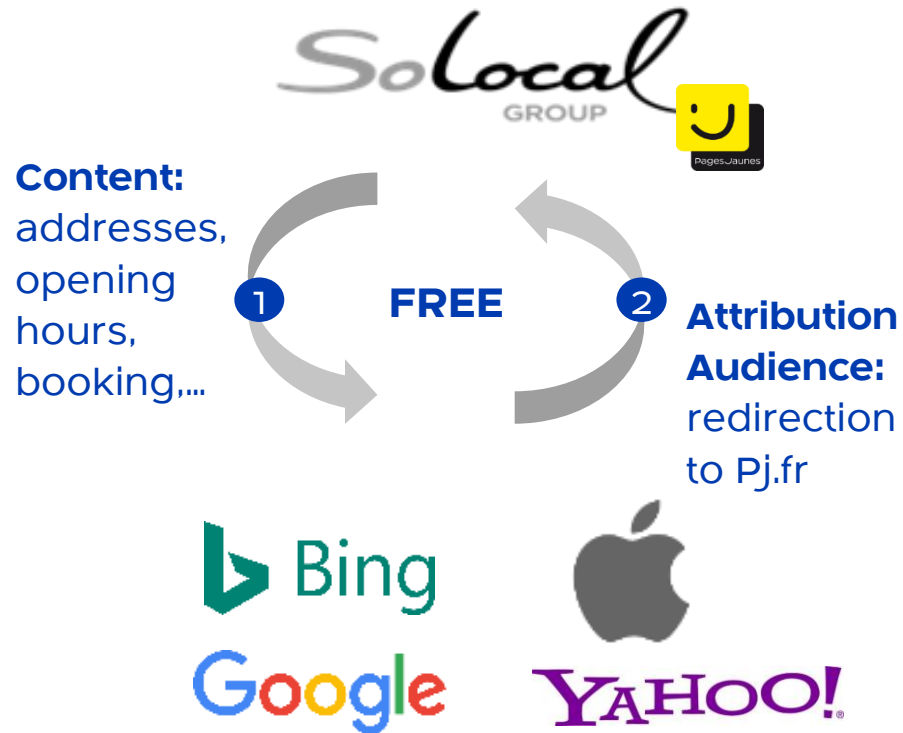 SoLocal
GROUP
PagesJaunes
Content:
addresses,
opening
hours,
booking,...
1
FREE
2
Attribution
Audience:
redirection
to Pj.fr
Bing
Google
YAHOO!